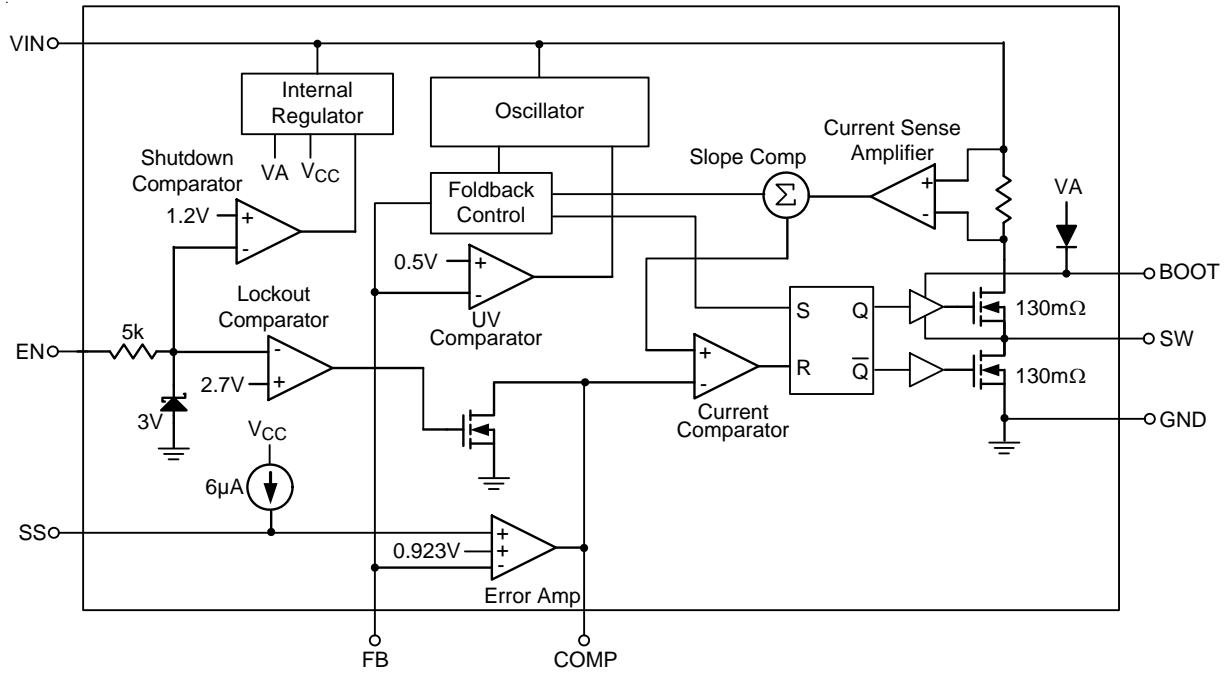 VIN
Internal
Regulator
Oscillator
Current Sense
Amplifier
Shutdown
Comparator
VA
VCC
Slope Comp
Foldback
Control
Σ
+
-
VA
1.2V
+
-
0.5V
+
-
UV
Comparator
BOOT
Lockout
Comparator
S
Q
130mΩ
EN
5k
-
2.7V
+
+
-
R
Q
SW
130mΩ
3V
Current
Comparator
GND
VCC
6µA
SS
+
0.923V
+
-
Error Amp
FB
COMP